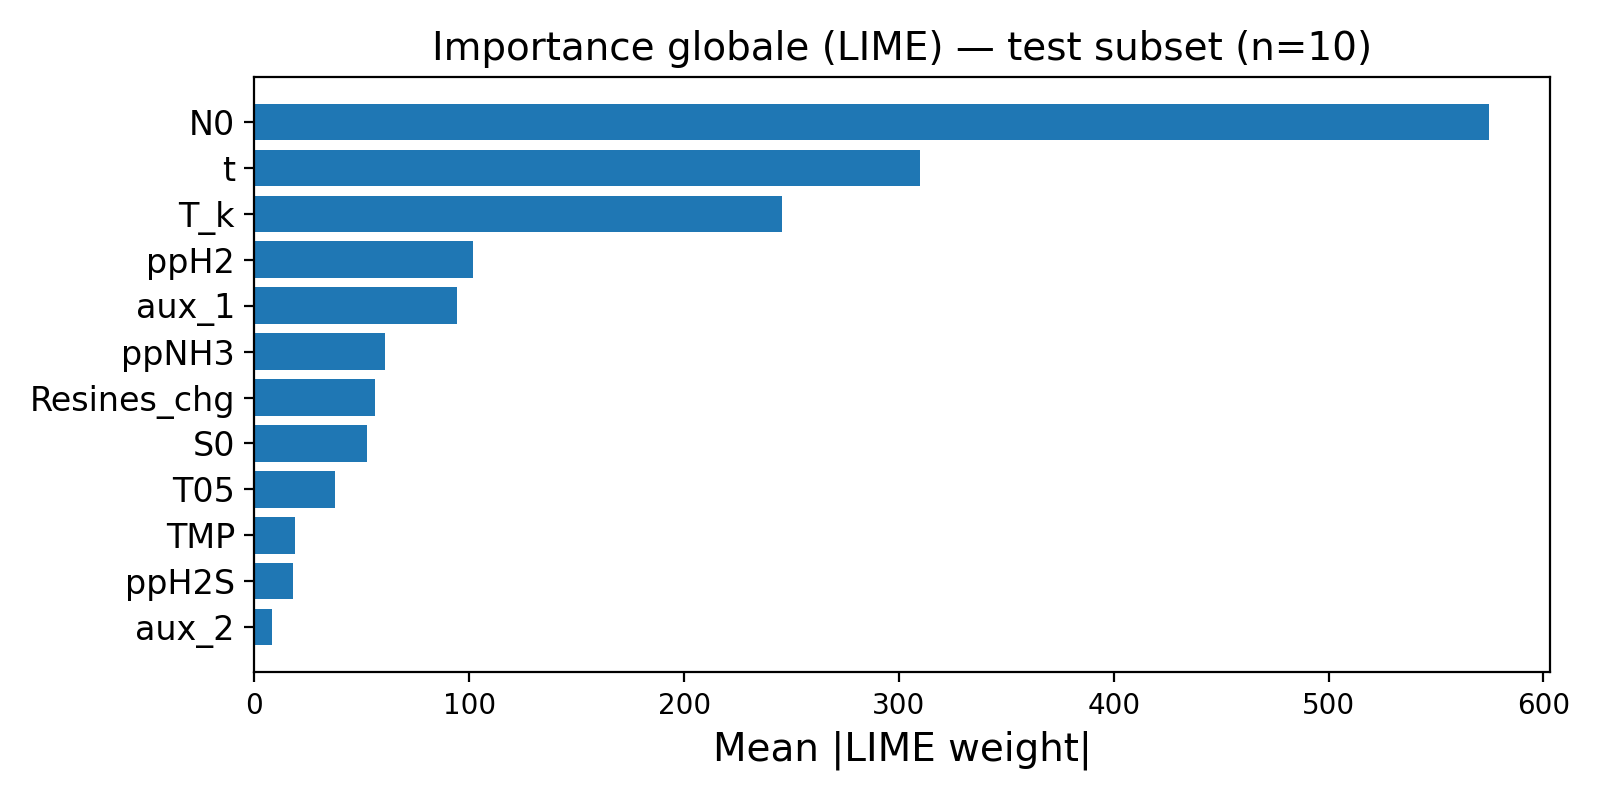 Importance globale (LIME) — test subset (n=10)
N0
t
T_k
ppH2
aux_1
ppNH3
Resines_chg
S0
T05
TMP
ppH2S
aux_2
0 100 200 300 400 500 600
Mean |LIME weight|